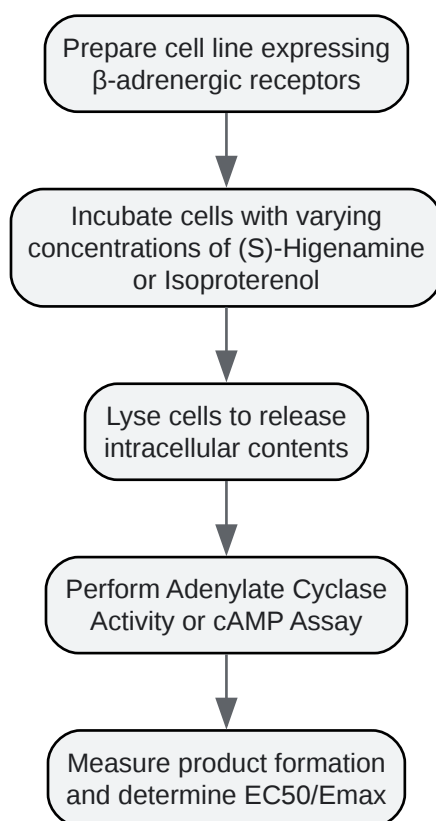 Prepare cell line expressing
β-adrenergic receptors
Incubate cells with varying
concentrations of (S)-Higenamine
or Isoproterenol
Lyse cells to release
intracellular contents
Perform Adenylate Cyclase
Activity or cAMP Assay
Measure product formation
and determine EC50/Emax